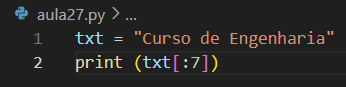 aula27.py > ...
1 txt = "Curso de Engenharia"
2 print (txt[:7])